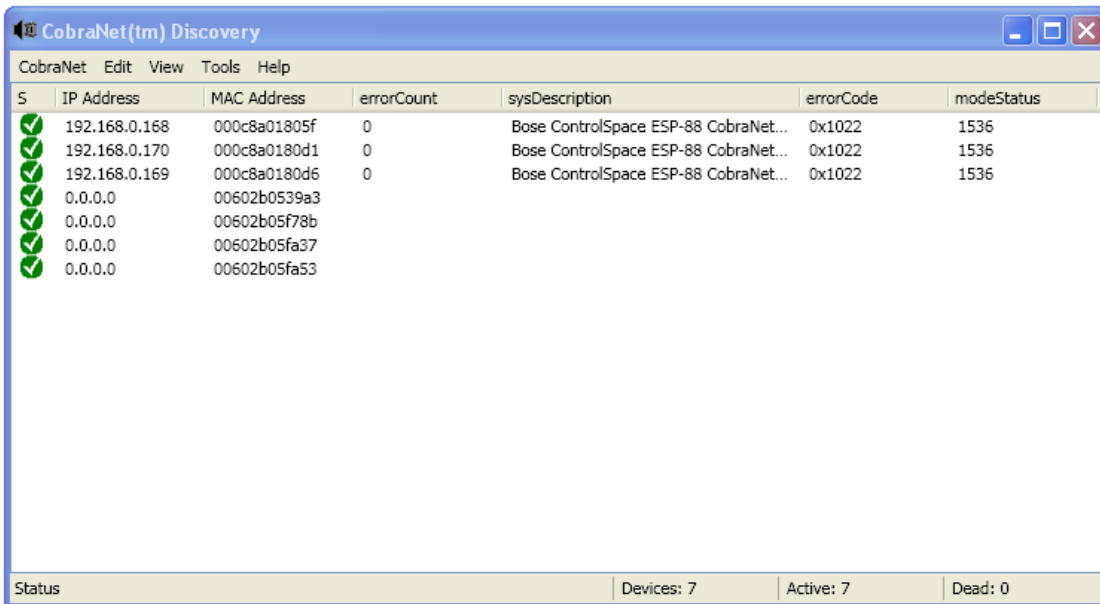 CobraNet(tm) Discovery
CobraNet Edit View Tools Help
S IP Address MAC Address errorCount sysDescription errorCode modeStatus
192.168.0.168 000c8a01805f 0 Bose ControlSpace ESP-88 CobraNet... 0x1022 1536
192.168.0.170 000c8a0180d1 0 Bose ControlSpace ESP-88 CobraNet... 0x1022 1536
192.168.0.169 000c8a0180d6 0 Bose ControlSpace ESP-88 CobraNet... 0x1022 1536
0.0.0.0 00602b0539a3
0.0.0.0 00602b05f78b
0.0.0.0 00602b05fa37
0.0.0.0 00602b05fa53
Status Devices: 7 Active: 7 Dead: 0